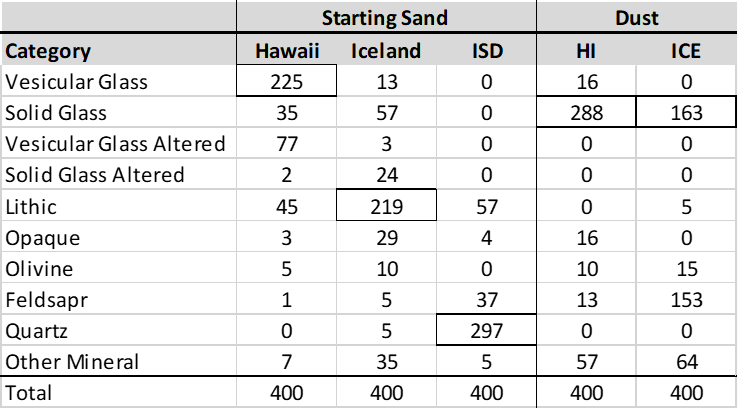 Starting Sand Dust
Category Hawaii Iceland ISD HI ICE
Vesicular Glass 225 13 0 16 0
Solid Glass 35 57 0 288 163
Vesicular Glass Altered 77 3 0 0 0
Solid Glass Altered 2 24 0 0 0
Lithic 45 219 57 0 5
Opaque 3 29 4 16 0
Olivine 5 10 0 10 15
Feldsapr 1 5 37 13 153
Quartz 0 5 297 0 0
Other Mineral 7 35 5 57 64
Total 400 400 400 400 400